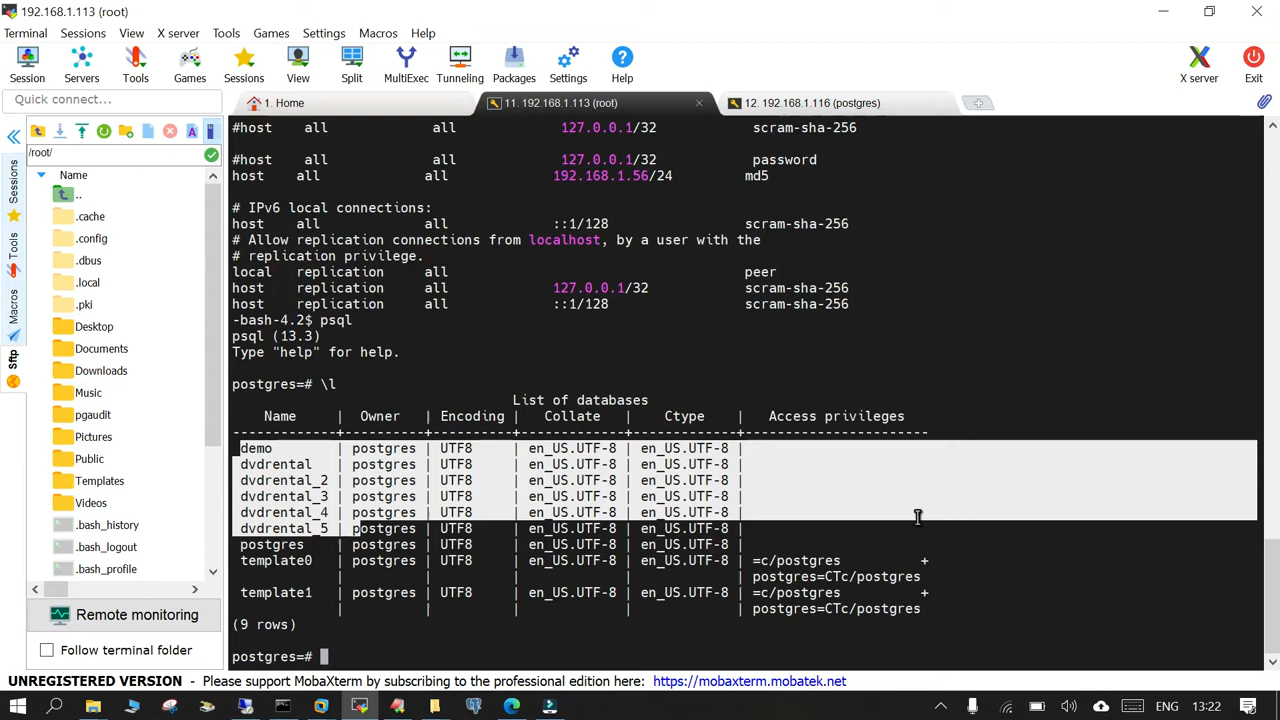 192.168.1.113 (root)
Terminal Sessions View X server Tools Games Settings Macros Help
Session Servers Tools Games Sessions View Split MultiExec Tunneling Packages Settings Help X server Exit
Quick connect...
1. Home
11. 192.168.1.113 (root)
12. 192.168.1.116 (postgres)
Sessions
Tools
Macros
Sftp
/root/
Name
..
.cache
.config
.dbus
.local
.pki
Desktop
Documents
Downloads
Music
pgaudit
Pictures
Public
Templates
Videos
.bash_history
.bash_logout
.bash_profile
Remote monitoring
Follow terminal folder
#host all all 127.0.0.1/32 scram-sha-256
#host all all 127.0.0.1/32 password
host all all 192.168.1.56/24 md5
# IPv6 local connections:
host all all ::1/128 scram-sha-256
# Allow replication connections from localhost, by a user with the
# replication privilege.
local replication all peer
host replication all 127.0.0.1/32 scram-sha-256
host replication all ::1/128 scram-sha-256
-bash-4.2$ psql
psql (13.3)
Type "help" for help.
postgres=# \l
List of databases
Name | Owner | Encoding | Collate | Ctype | Access privileges
-----------+----------+----------+-------------+-------------+-----------------------
demo | postgres | UTF8 | en_US.UTF-8 | en_US.UTF-8 |
dvdrental | postgres | UTF8 | en_US.UTF-8 | en_US.UTF-8 |
dvdrental_2 | postgres | UTF8 | en_US.UTF-8 | en_US.UTF-8 |
dvdrental_3 | postgres | UTF8 | en_US.UTF-8 | en_US.UTF-8 |
dvdrental_4 | postgres | UTF8 | en_US.UTF-8 | en_US.UTF-8 |
dvdrental_5 | postgres | UTF8 | en_US.UTF-8 | en_US.UTF-8 |
postgres | postgres | UTF8 | en_US.UTF-8 | en_US.UTF-8 |
template0 | postgres | UTF8 | en_US.UTF-8 | en_US.UTF-8 | =c/postgres +
| | | | | postgres=CTc/postgres
template1 | postgres | UTF8 | en_US.UTF-8 | en_US.UTF-8 | =c/postgres +
| | | | | postgres=CTc/postgres
(9 rows)
postgres=#
UNREGISTERED VERSION - Please support MobaXterm by subscribing to the professional edition here: https://mobaxterm.mobatek.net
ENG 13:22